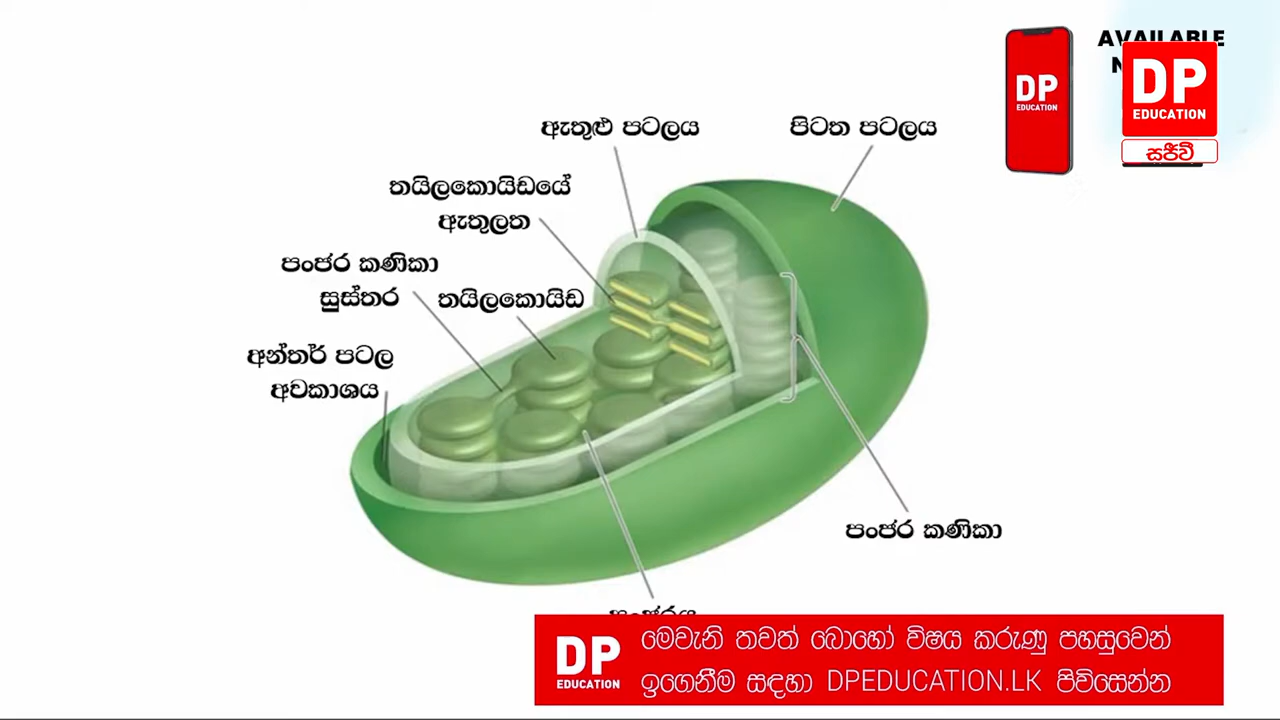 AVAILABLE
DP
EDUCATION
DP
EDUCATION
සජීවී
ඇතුළු පටලය
පිටත පටලය
තයිලකොයිඩයේ
ඇතුලත
පංජර කණිකා
සුස්තර
තයිලකොයිඩ
අන්තර් පටල
අවකාශය
පංජර කණිකා
පංජරය
DP
EDUCATION
මෙවැනි තවත් බොහෝ විෂය කරුණු පහසුවෙන්
ඉගෙනීම සඳහා DPEDUCATION.LK පිවිසෙන්න